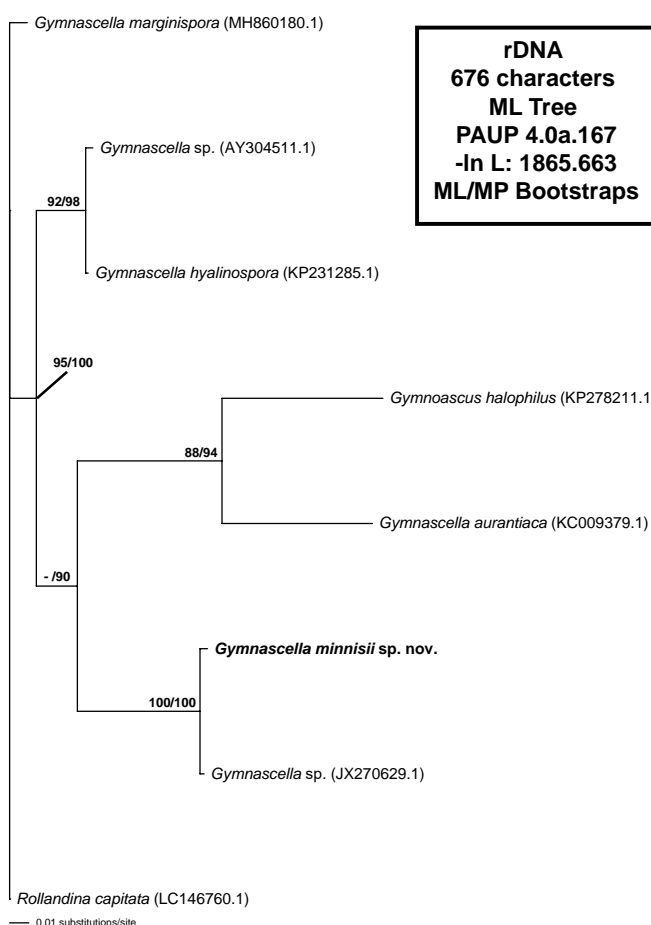 Gymnascella marginispora (MH860180.1)
rDNA
676 characters
ML Tree
PAUP 4.0a.167
-ln L: 1865.663
ML/MP Bootstraps
Gymnascella sp. (AY304511.1)
92/98
Gymnascella hyalinospora (KP231285.1)
95/100
Gymnoascus halophilus (KP278211.1
88/94
Gymnascella aurantiaca (KC009379.1)
- /90
Gymnascella minnisii sp. nov.
100/100
Gymnascella sp. (JX270629.1)
Rollandina capitata (LC146760.1)
0.01 substitutions/site